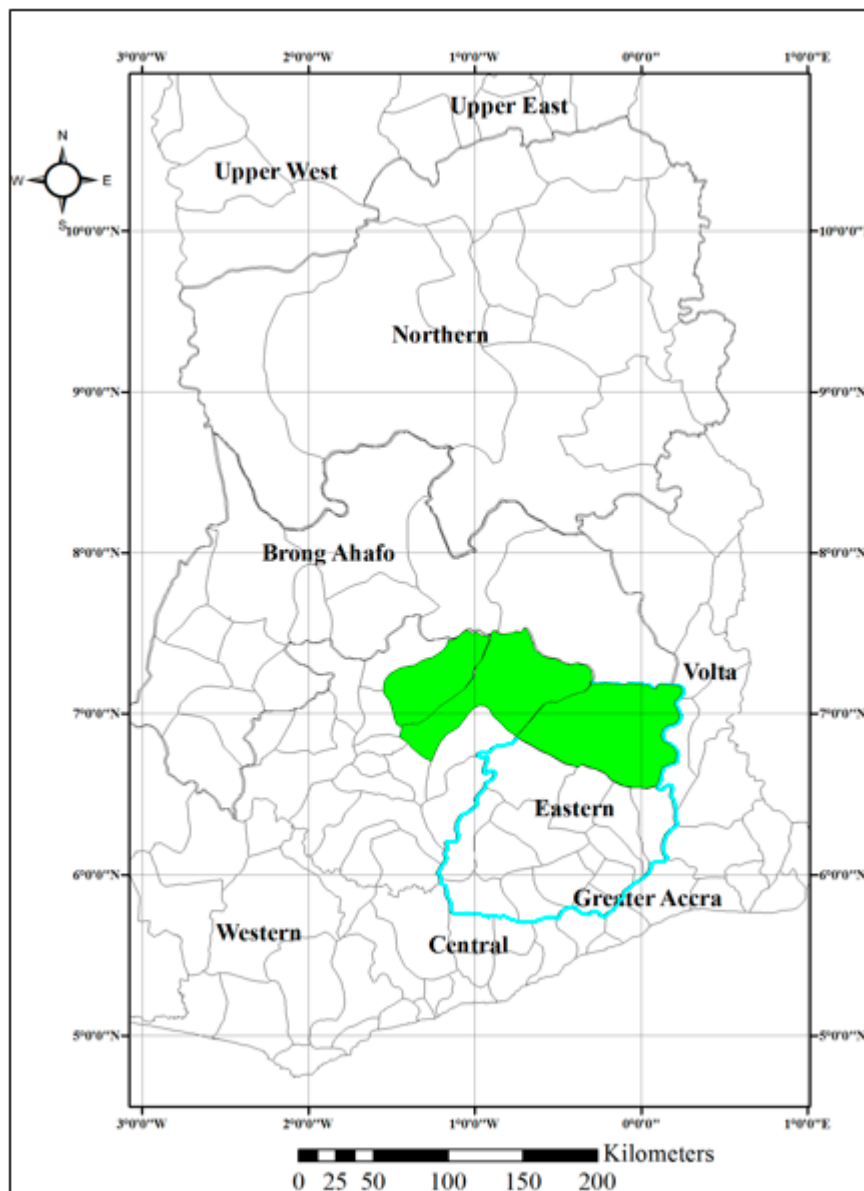 3°0'0"W 2°0'0"W 1°0'0"W 0°0'0" 1°0'0"E
Upper East
N
Upper West
W E
S
10°0'0"N 10°0'0"N
Northern
9°0'0"N 9°0'0"N
8°0'0"N Brong Ahafo 8°0'0"N
Volta
7°0'0"N 7°0'0"N
Eastern
6°0'0"N 6°0'0"N
Greater Accra
Western
Central
5°0'0"N 5°0'0"N
3°0'0"W 2°0'0"W 1°0'0"W 0°0'0" 1°0'0"E
Kilometers
0 25 50 100 150 200